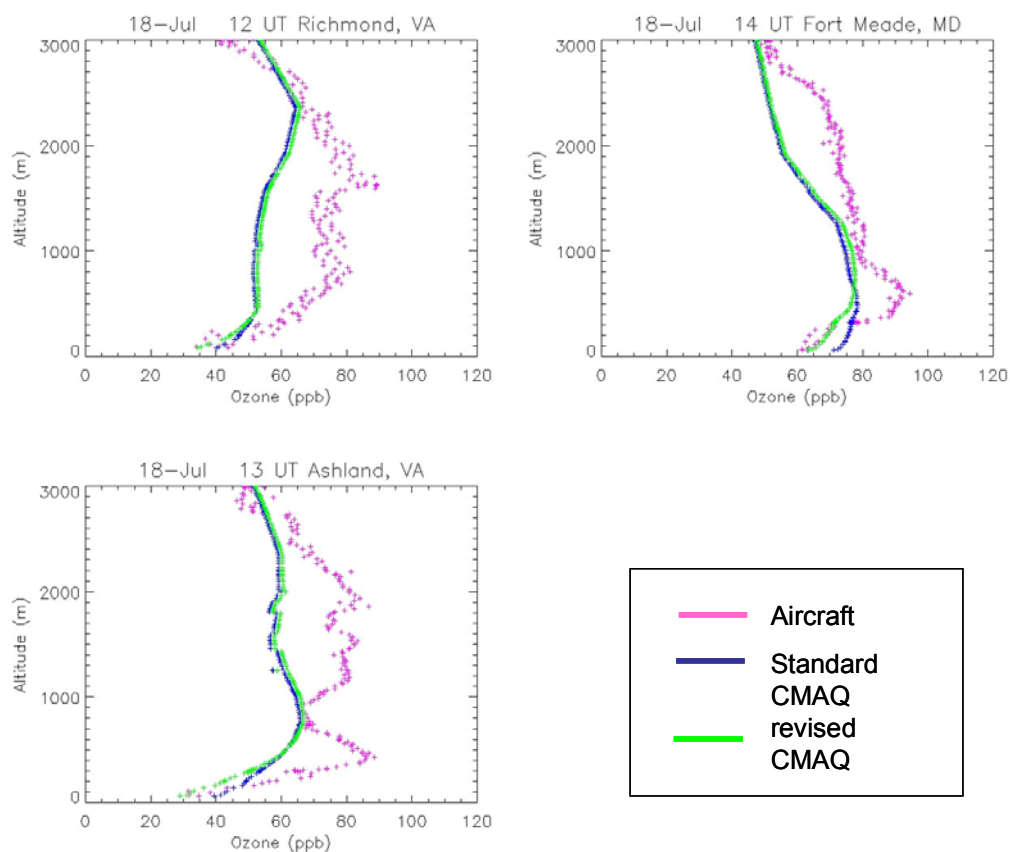 18-Jul 12 UT Richmond, VA
3000
2000
1000
0
Altitude (m)
0 20 40 60 80 100 120
Ozone (ppb)
18-Jul 14 UT Fort Meade, MD
3000
2000
1000
0
Altitude (m)
0 20 40 60 80 100 120
Ozone (ppb)
18-Jul 13 UT Ashland, VA
3000
2000
1000
0
Altitude (m)
0 20 40 60 80 100 120
Ozone (ppb)
Aircraft
Standard
CMAQ
revised
CMAQ